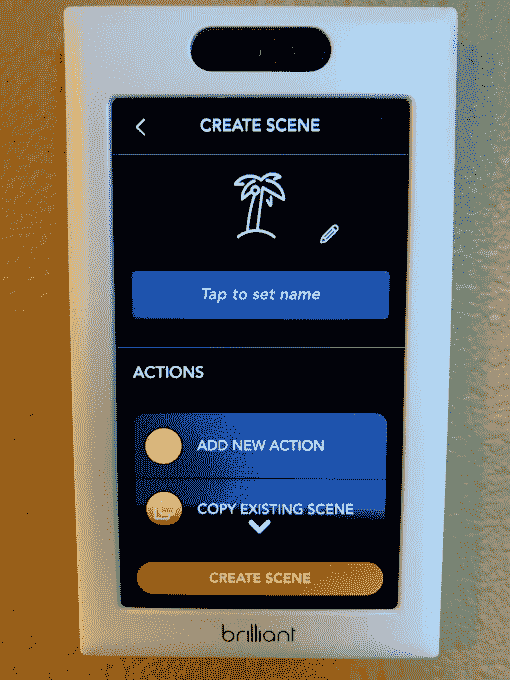 CREATE SCENE
Tap to set name
ACTIONS
ADD NEW ACTION
COPY EXISTING SCENE
CREATE SCENE
brilliant